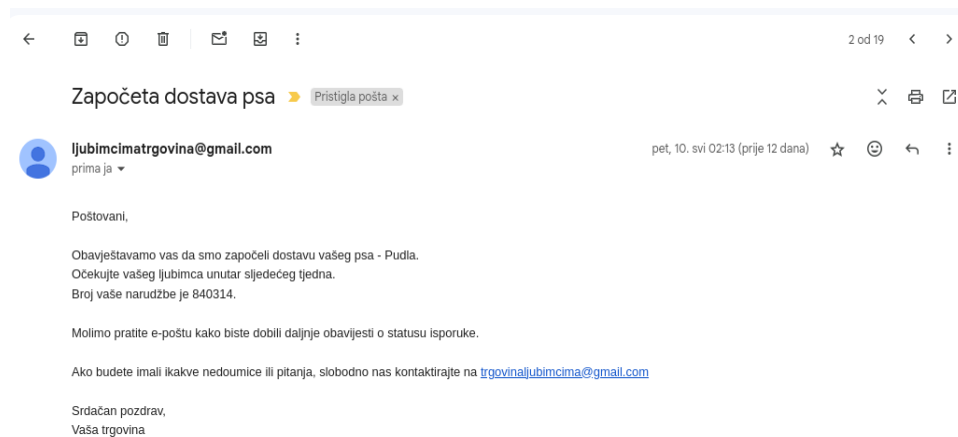 2 od 19
Započeta dostava psa Pristigla pošta ×
ljubimcimatrgovina@gmail.com pet, 10. svi 02:13 (prije 12 dana)
prima ja
Poštovani,
Obavještavamo vas da smo započeli dostavu vašeg psa - Pudla.
Očekujte vašeg ljubimca unutar sljedećeg tjedna.
Broj vaše narudžbe je 840314.
Molimo pratite e-poštu kako biste dobili daljnje obavijesti o statusu isporuke.
Ako budete imali ikakve nedoumice ili pitanja, slobodno nas kontaktirajte na trgovinaljubimcima@gmail.com
Srdačan pozdrav,
Vaša trgovina